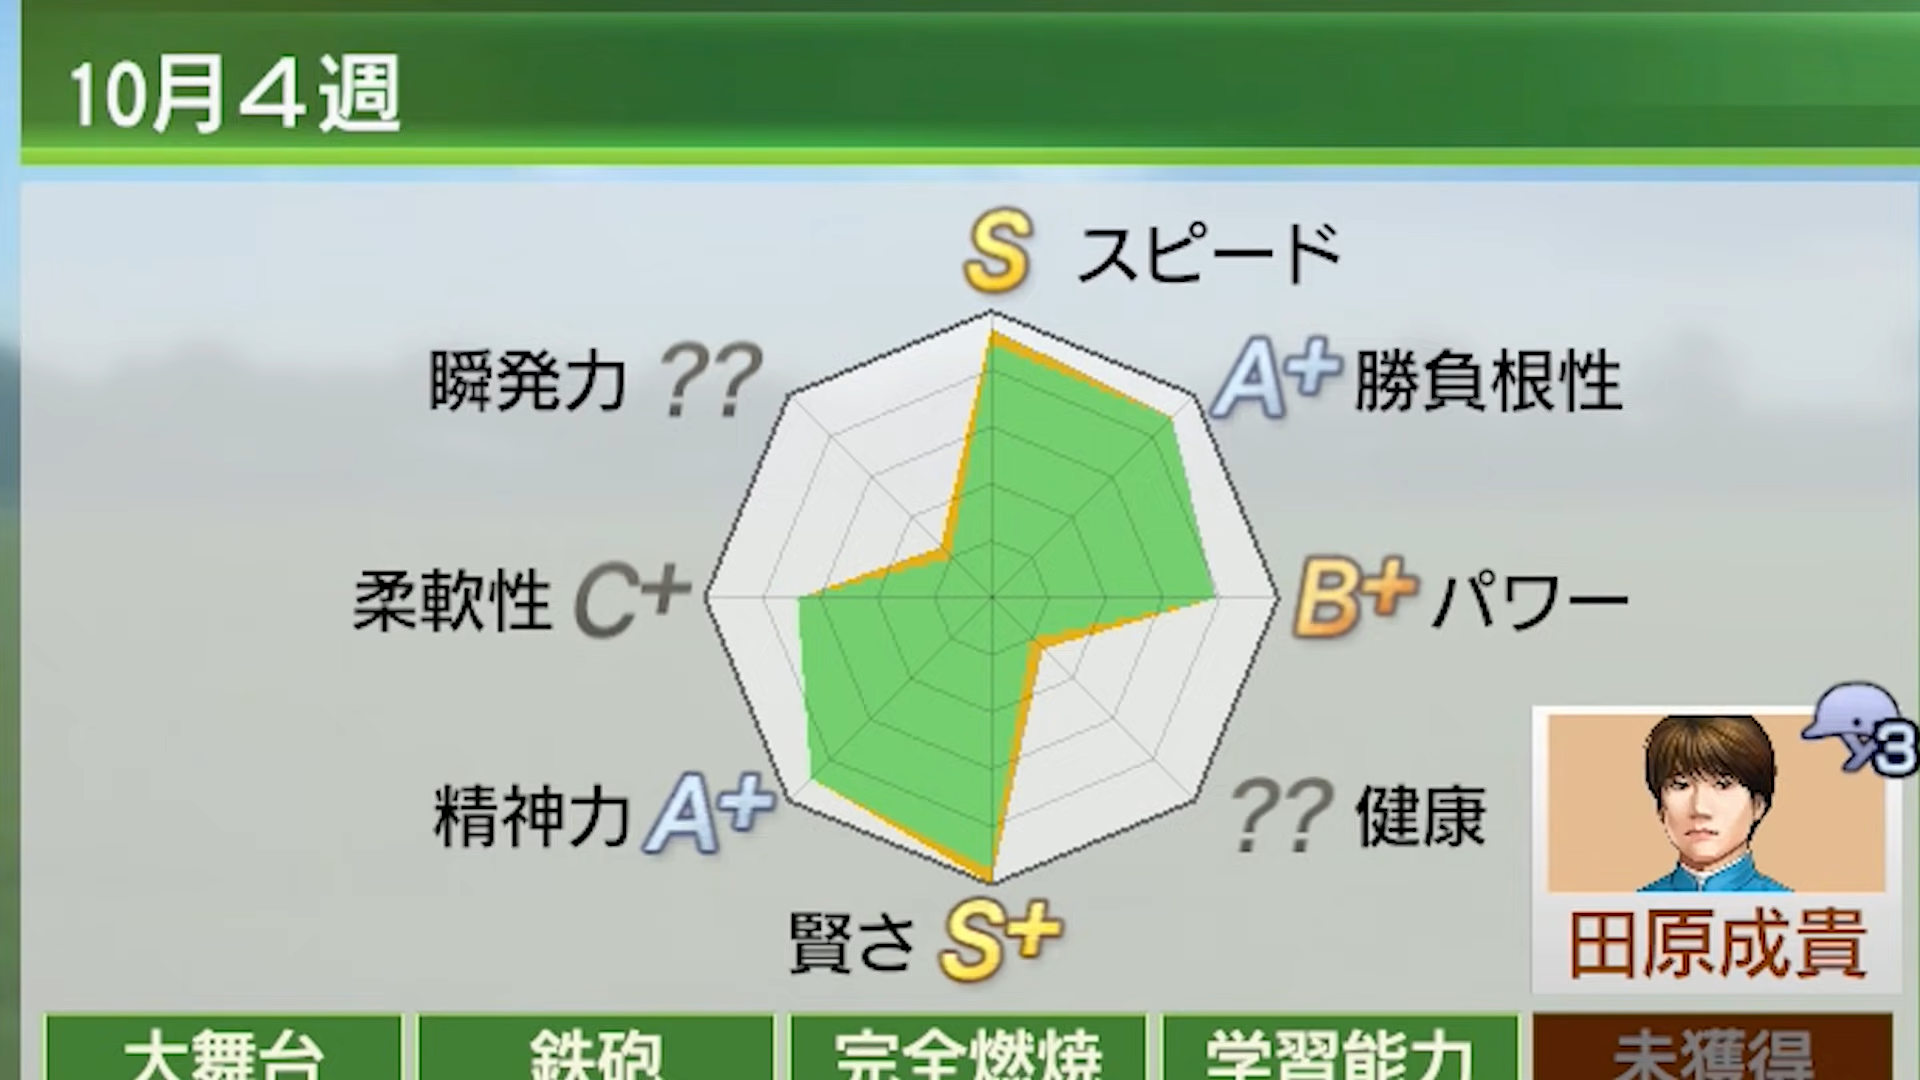 10月4週
S スピード
瞬発力 ??
A+ 勝負根性
柔軟性 C+
B+ パワー
精神力 A+
?? 健康
賢さ S+
3
田原成貴
大舞台 鉄砲 完全燃焼 学習能力 未獲得